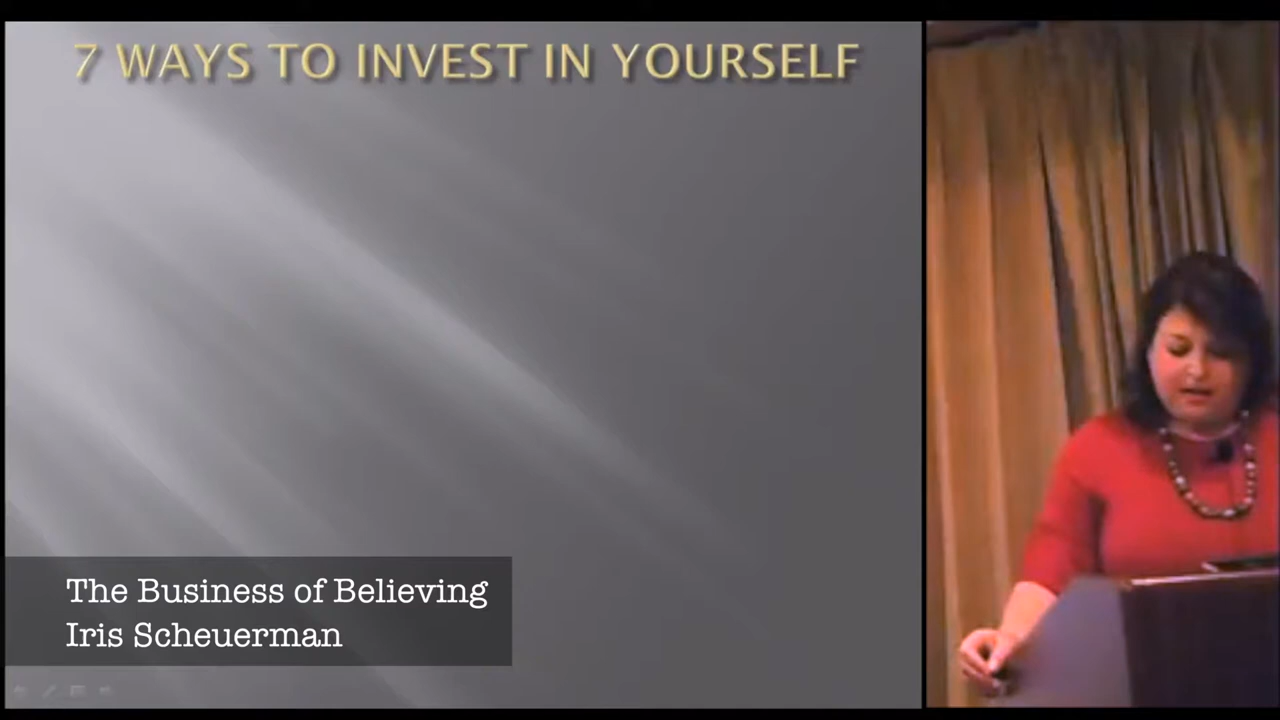 7 WAYS TO INVEST IN YOURSELF
The Business of Believing
Iris Scheuerman